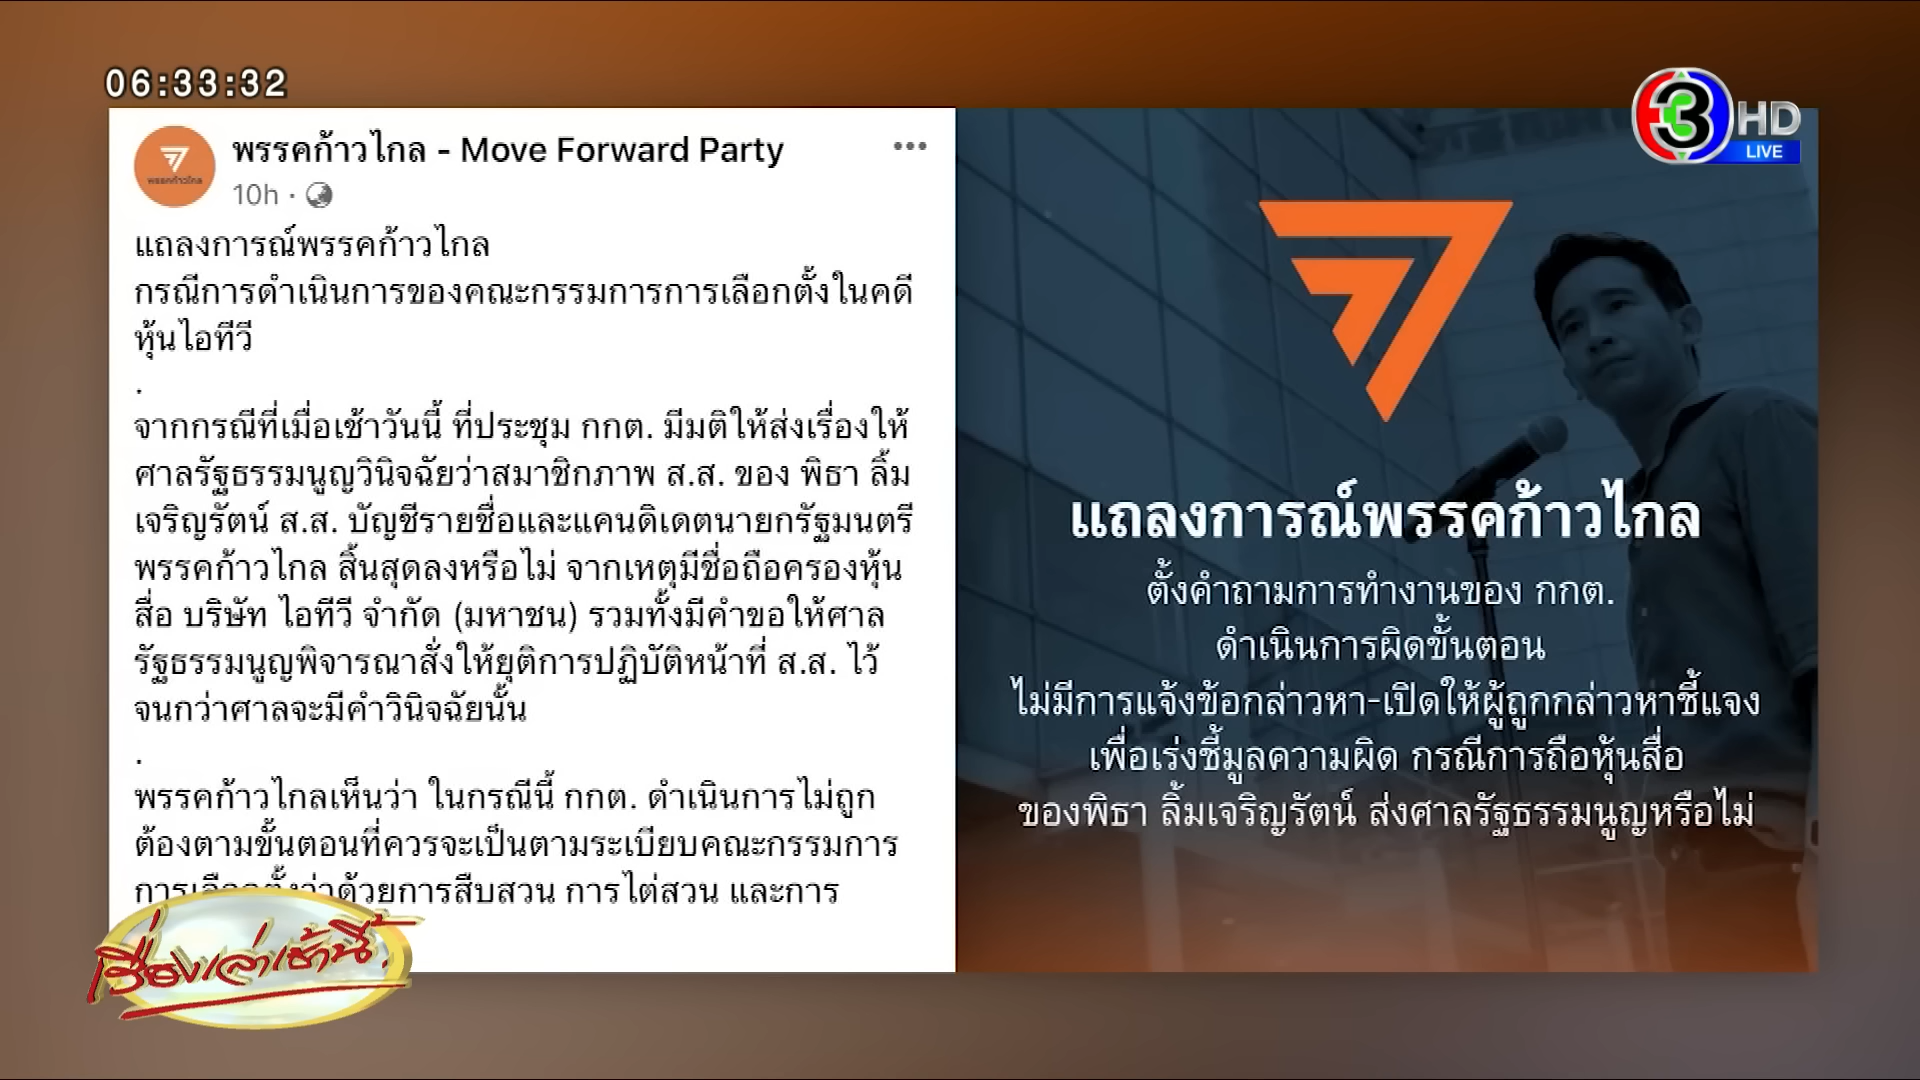 06:33:32
3 HD
LIVE
พรรคก้าวไกล - Move Forward Party
พรรคก้าวไกล
10h ·
แถลงการณ์พรรคก้าวไกล
กรณีการดำเนินการของคณะกรรมการการเลือกตั้งในคดี
หุ้นไอทีวี
.
จากกรณีที่เมื่อเช้าวันนี้ ที่ประชุม กกต. มีมติให้ส่งเรื่องให้
ศาลรัฐธรรมนูญวินิจฉัยว่าสมาชิกภาพ ส.ส. ของ พิธา ลิ้ม
เจริญรัตน์ ส.ส. บัญชีรายชื่อและแคนดิเดตนายกรัฐมนตรี
พรรคก้าวไกล สิ้นสุดลงหรือไม่ จากเหตุมีชื่อถือครองหุ้น
สื่อ บริษัท ไอทีวี จำกัด (มหาชน) รวมทั้งมีคำขอให้ศาล
รัฐธรรมนูญพิจารณาสั่งให้ยุติการปฏิบัติหน้าที่ ส.ส. ไว้
จนกว่าศาลจะมีคำวินิจฉัยนั้น
.
พรรคก้าวไกลเห็นว่า ในกรณีนี้ กกต. ดำเนินการไม่ถูก
ต้องตามขั้นตอนที่ควรจะเป็นตามระเบียบคณะกรรมการ
การเลือกตั้งว่าด้วยการสืบสวน การไต่สวน และการ
แถลงการณ์พรรคก้าวไกล
ตั้งคำถามการทำงานของ กกต.
ดำเนินการผิดขั้นตอน
ไม่มีการแจ้งข้อกล่าวหา-เปิดให้ผู้ถูกกล่าวหาชี้แจง
เพื่อเร่งชี้มูลความผิด กรณีการถือหุ้นสื่อ
ของพิธา ลิ้มเจริญรัตน์ ส่งศาลรัฐธรรมนูญหรือไม่
เรื่องเล่าเช้านี้